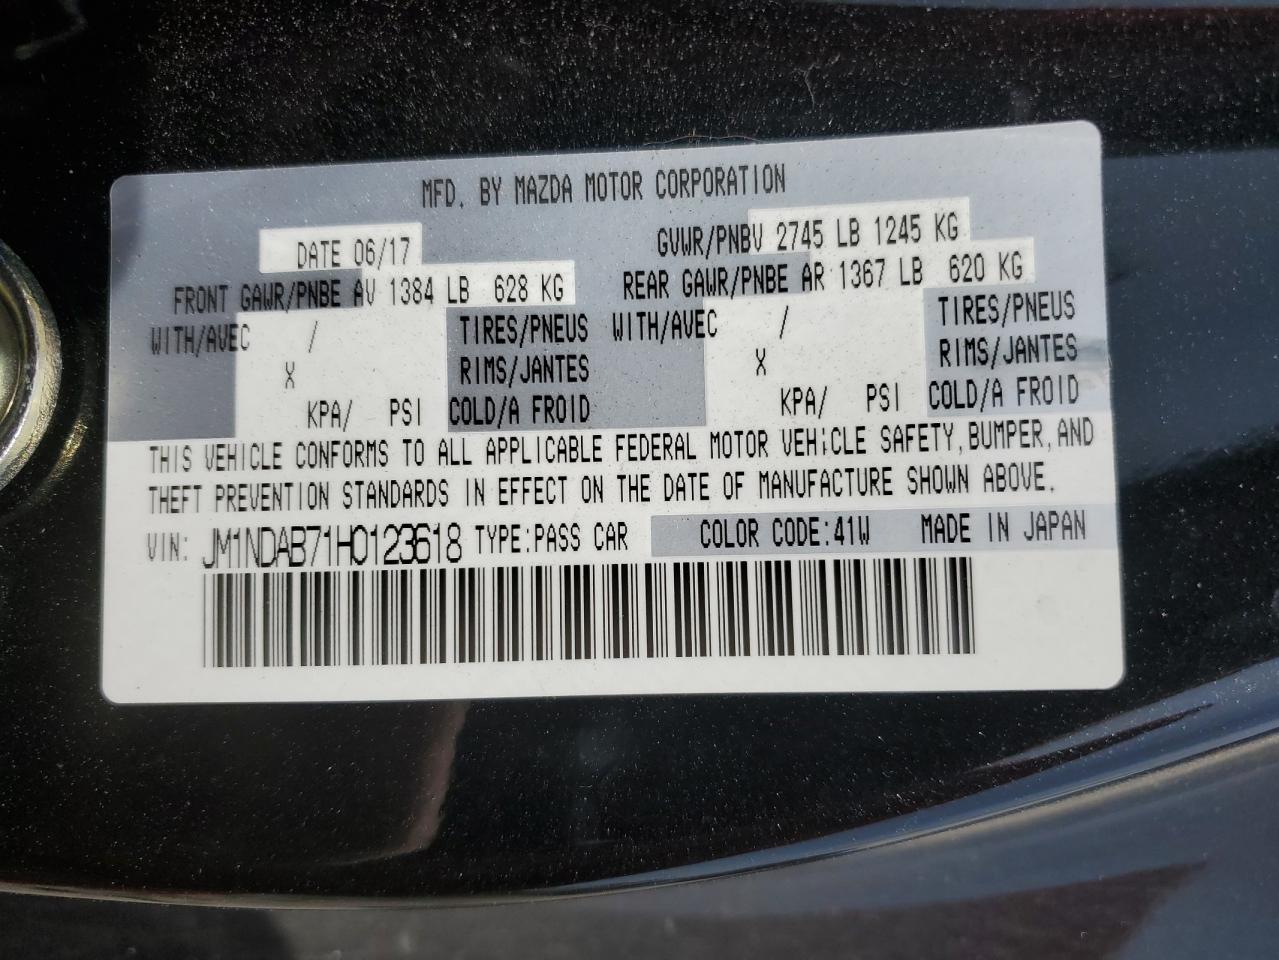 MFD. BY MAZDA MOTOR CORPORATION
DATE 06/17 GVWR/PNBV 2745 LB 1245 KG
FRONT GAWR/PNBE AV 1384 LB 628 KG REAR GAWR/PNBE AR 1367 LB 620 KG
WITH/AVEC / TIRES/PNEUS WITH/AVEC / TIRES/PNEUS
X RIMS/JANTES X RIMS/JANTES
KPA/ PSI COLD/A FROID KPA/ PSI COLD/A FROID
THIS VEHICLE CONFORMS TO ALL APPLICABLE FEDERAL MOTOR VEHICLE SAFETY, BUMPER, AND
THEFT PREVENTION STANDARDS IN EFFECT ON THE DATE OF MANUFACTURE SHOWN ABOVE.
VIN: JM1NDAB71H0123618 TYPE:PASS CAR COLOR CODE:41W MADE IN JAPAN